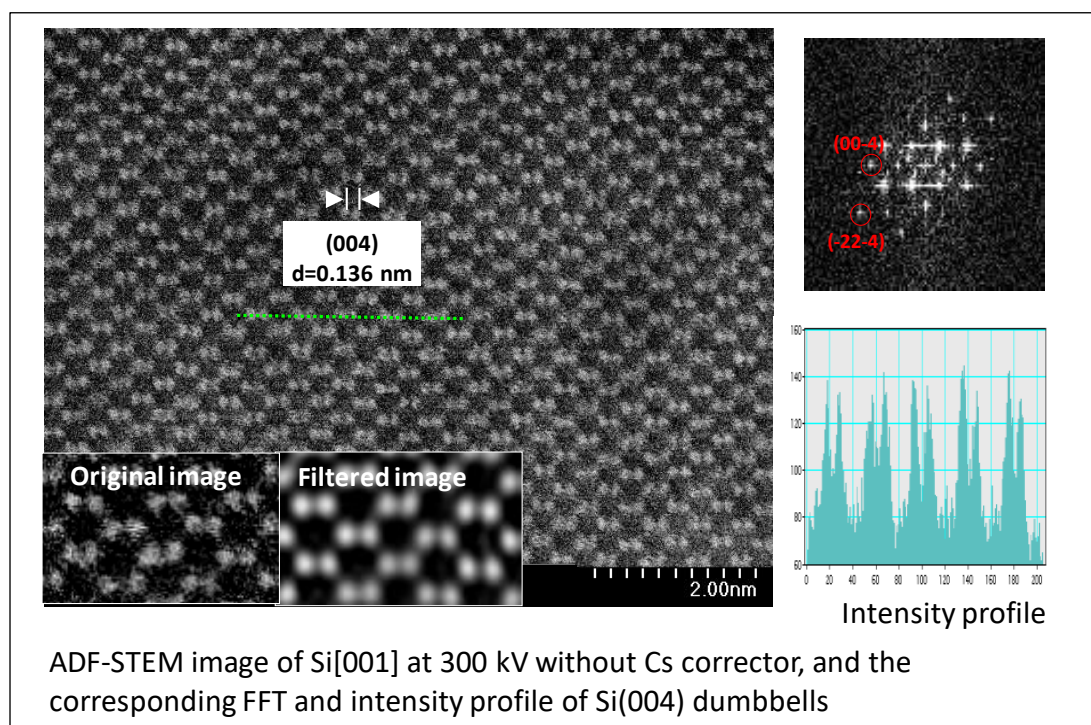 (004)
d=0.136 nm
Original image
Filtered image
2.00nm
(00-4)
(-22-4)
160
140
120
100
80
60
0 20 40 60 80 100 120 140 160 180 200
Intensity profile
ADF-STEM image of Si[001] at 300 kV without Cs corrector, and the
corresponding FFT and intensity profile of Si(004) dumbbells